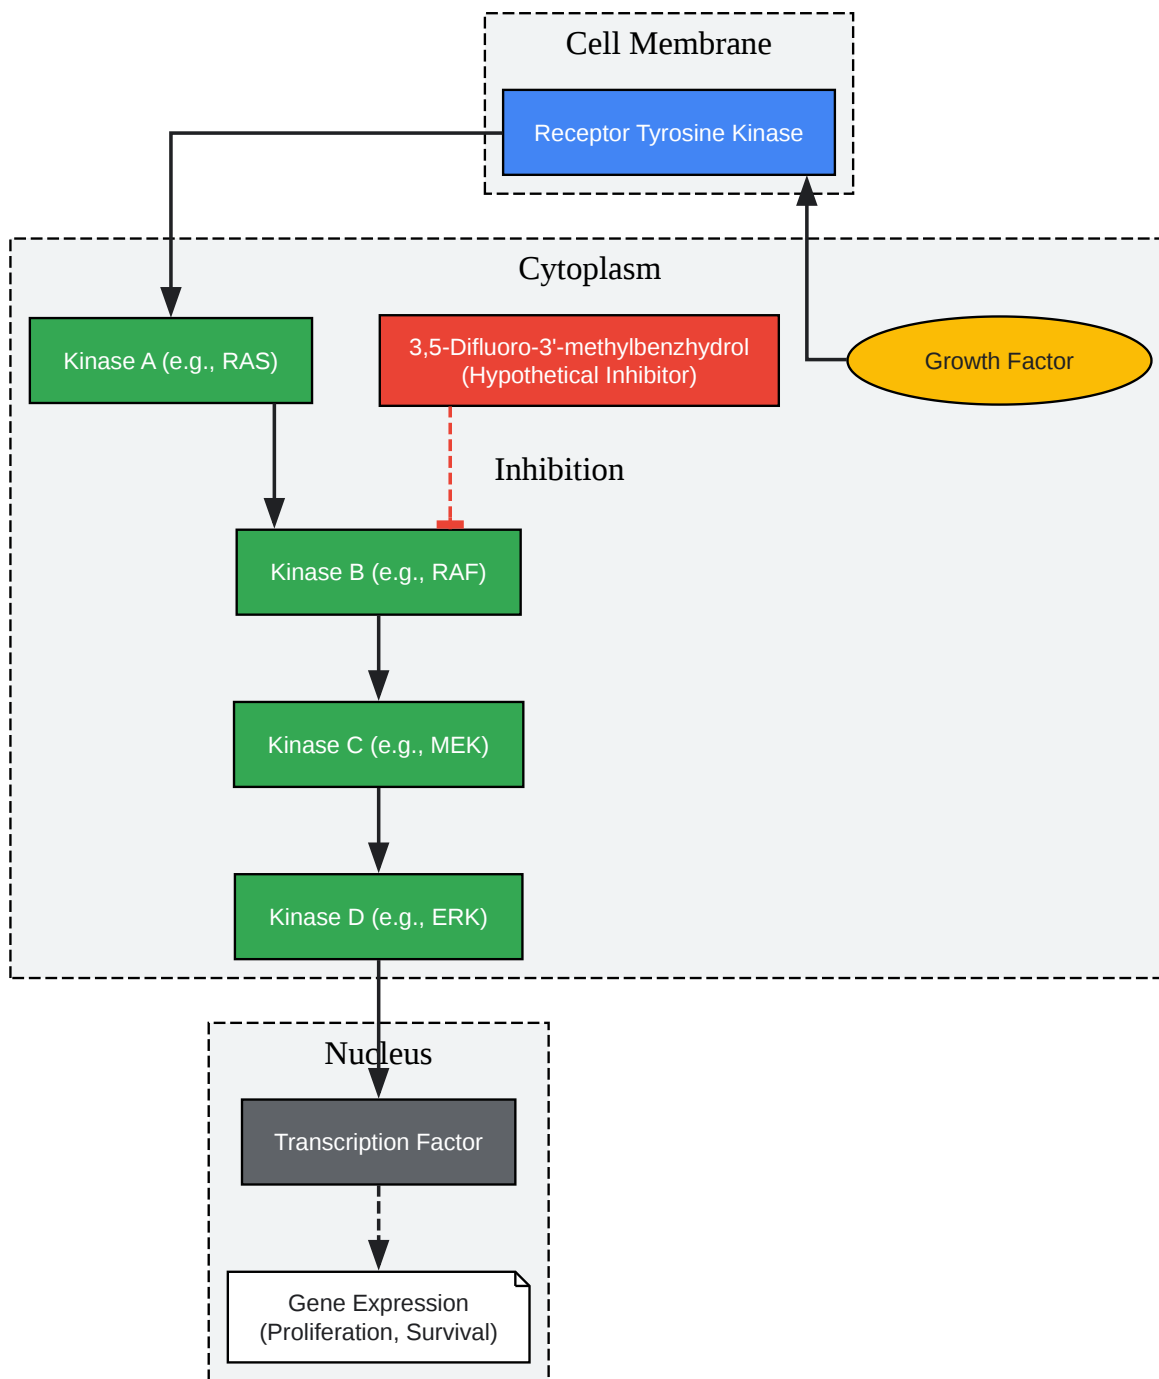 Cell Membrane
Receptor Tyrosine Kinase
Cytoplasm
Kinase A (e.g., RAS)
3,5-Difluoro-3'-methylbenzhydrol
(Hypothetical Inhibitor)
Growth Factor
Inhibition
Kinase B (e.g., RAF)
Kinase C (e.g., MEK)
Kinase D (e.g., ERK)
Nucleus
Transcription Factor
Gene Expression
(Proliferation, Survival)